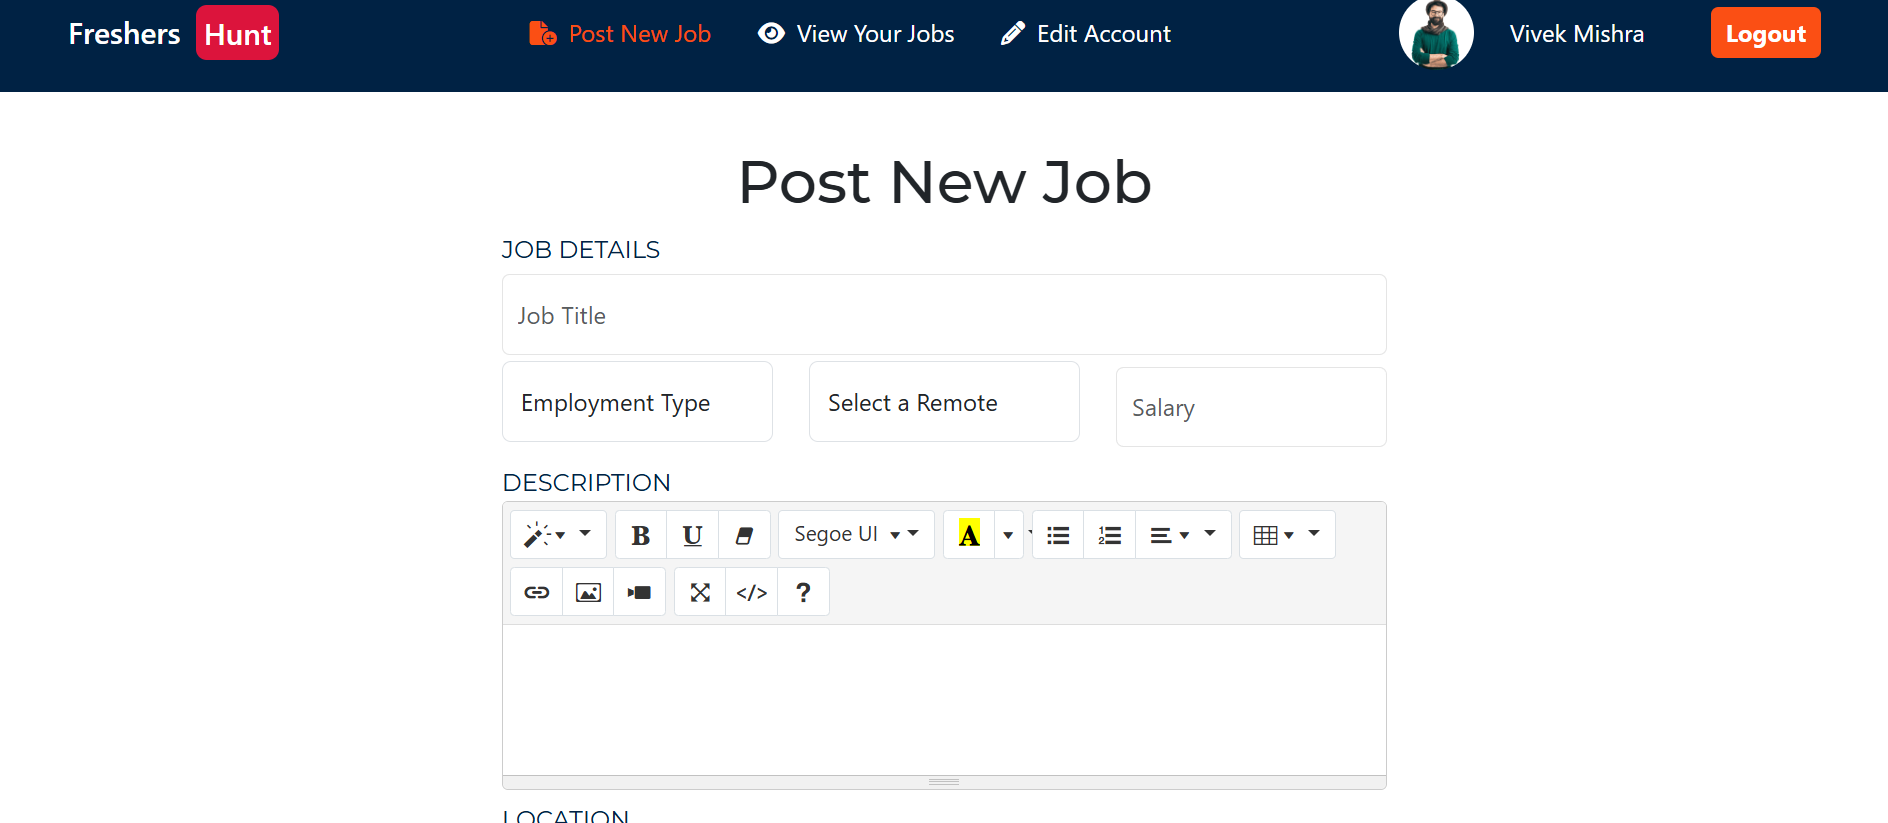 Freshers Hunt Post New Job View Your Jobs Edit Account Vivek Mishra Logout
Post New Job
JOB DETAILS
Job Title
Employment Type Select a Remote Salary
DESCRIPTION
B U Segoe UI A
</> ?
LOCATION